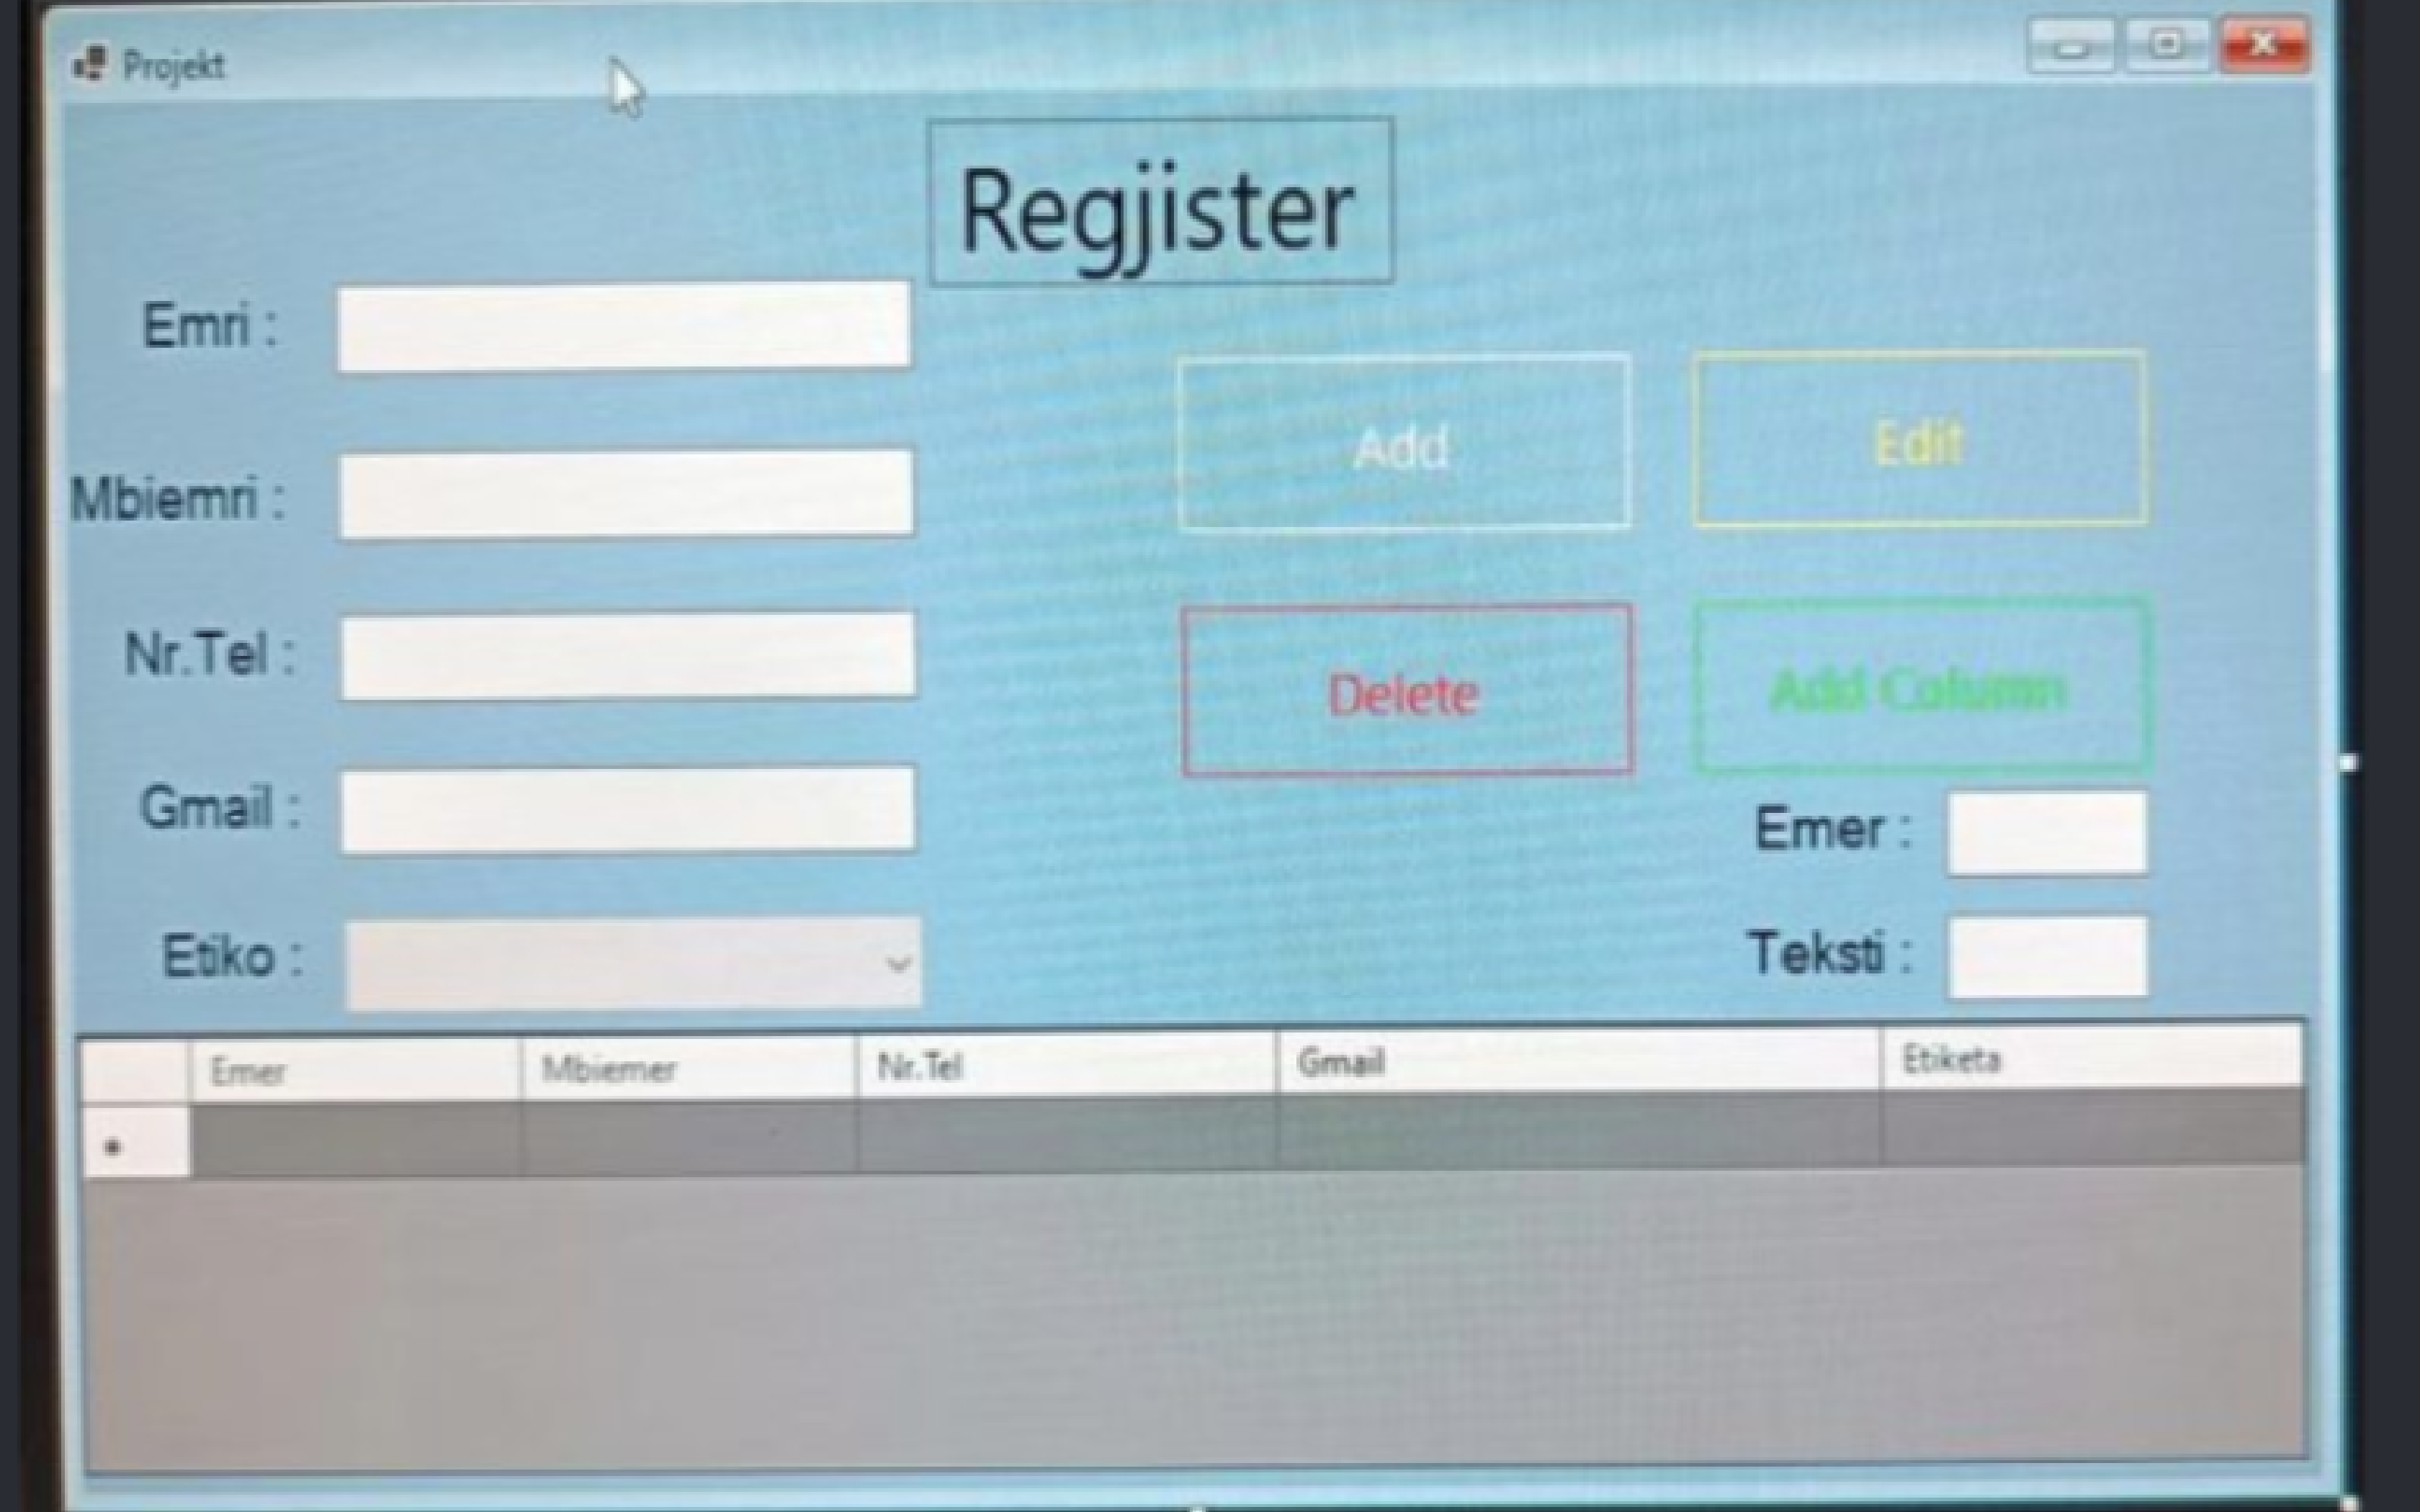 Projekt
Regjister
Emri :
Mbiemri :
Nr.Tel :
Gmail :
Etiko :
Add
Edit
Delete
Add Column
Emer :
Teksti :
Emer Mbiemer Nr.Tel Gmail Etiketa